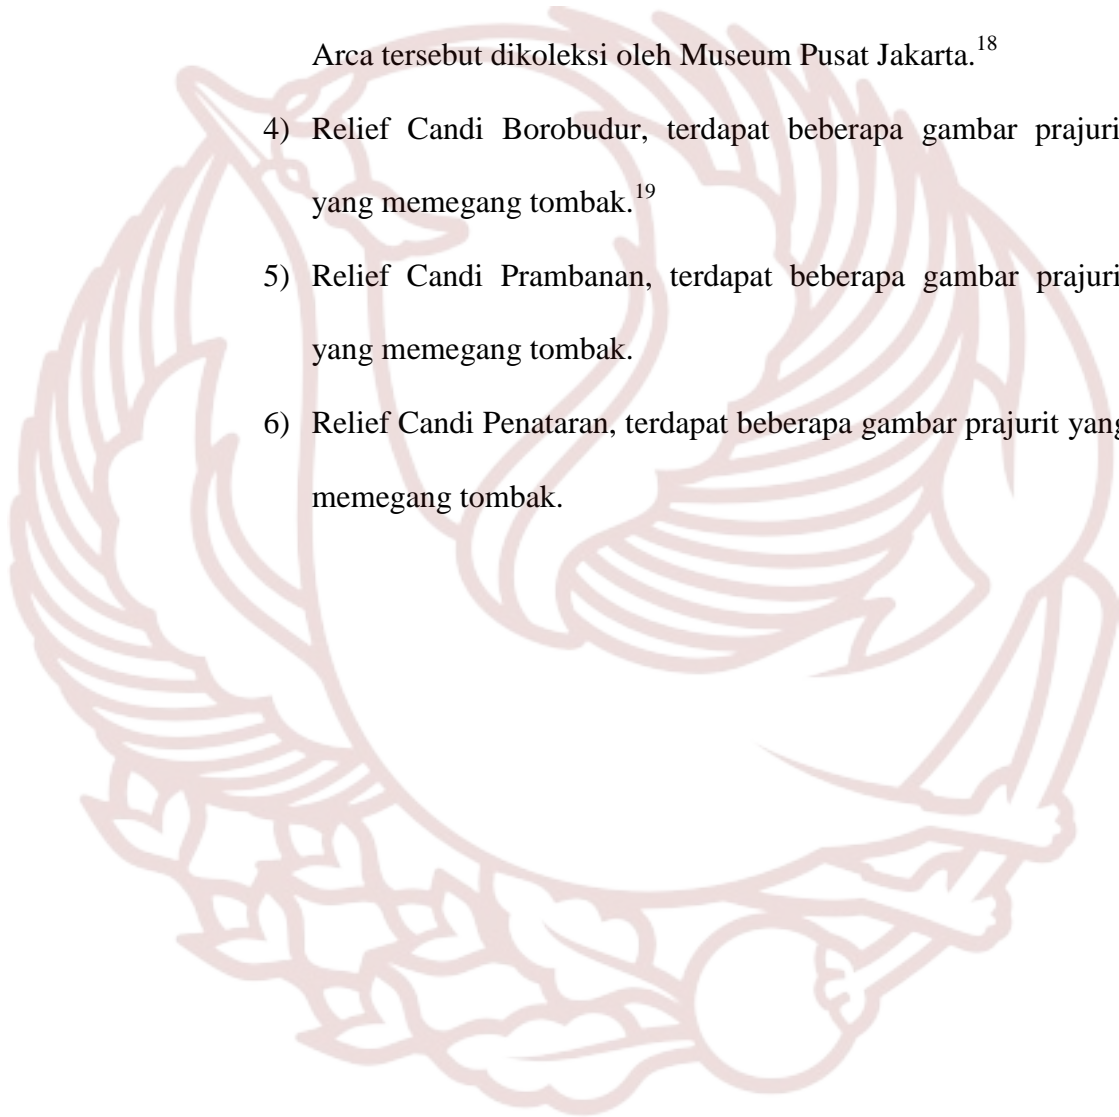 Arca tersebut dikoleksi oleh Museum Pusat Jakarta.18
4) Relief Candi Borobudur, terdapat beberapa gambar prajuri
yang memegang tombak.19
5) Relief Candi Prambanan, terdapat beberapa gambar prajuri
yang memegang tombak.
6) Relief Candi Penataran, terdapat beberapa gambar prajurit yang
memegang tombak.